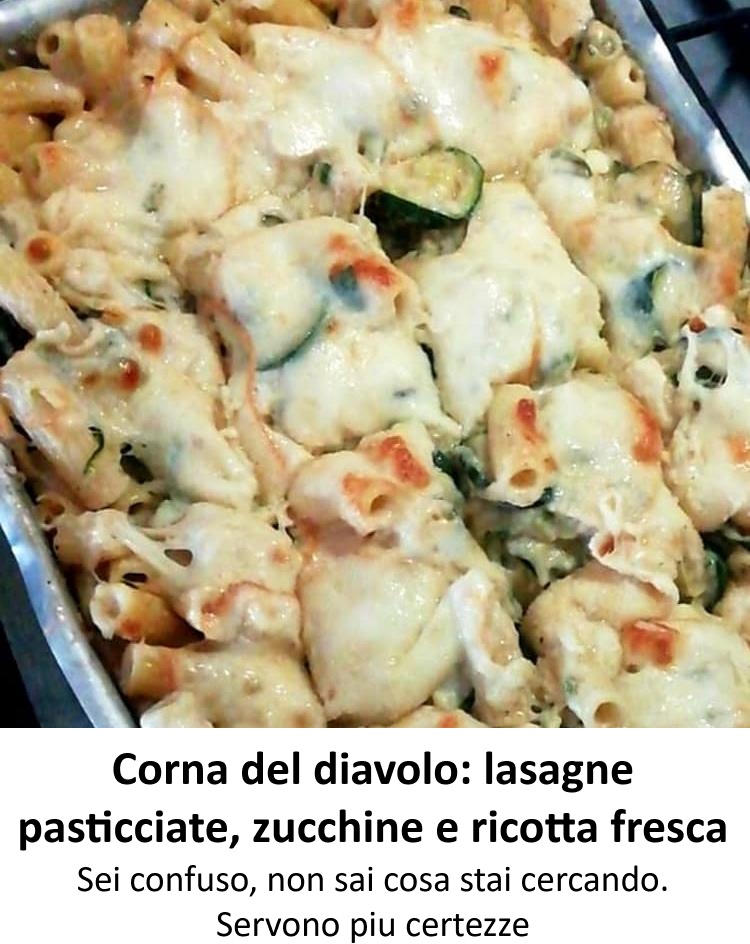 Corna del diavolo: lasagne
pasticciate, zucchine e ricotta fresca
Sei confuso, non sai cosa stai cercando.
Servono piu certezze